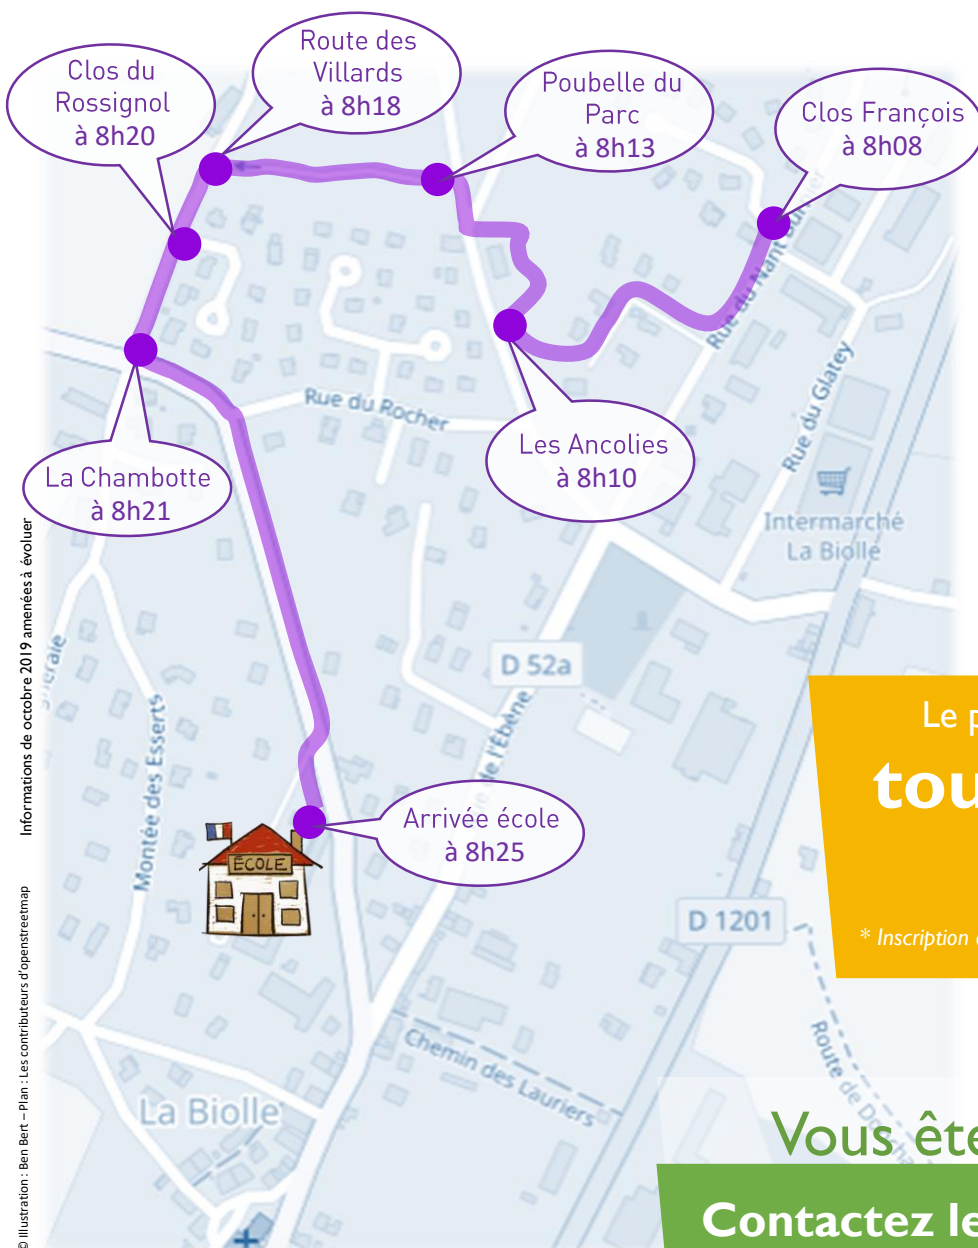 Route des
Villards
à 8h18
Clos du
Rossignol
à 8h20
Poubelle du
Parc
à 8h13
Clos François
à 8h08
Rue du Nant
Rue du Glatey
Rue du Rocher
Les Ancolies
à 8h10
La Chambotte
à 8h21
Intermarché
La Biolle
Informations de octobre 2019 amenées à évoluer
D 52a
de l'Ébène
Montée des Esserts
Le p
tou
Arrivée école
à 8h25
ÉCOLE
D 1201
* Inscription
Chemin des Lauriers
Route de
La Biolle
Vous ête
Contactez le
© Illustration : Ben Bert – Plan : Les contributeurs d'openstreetmap